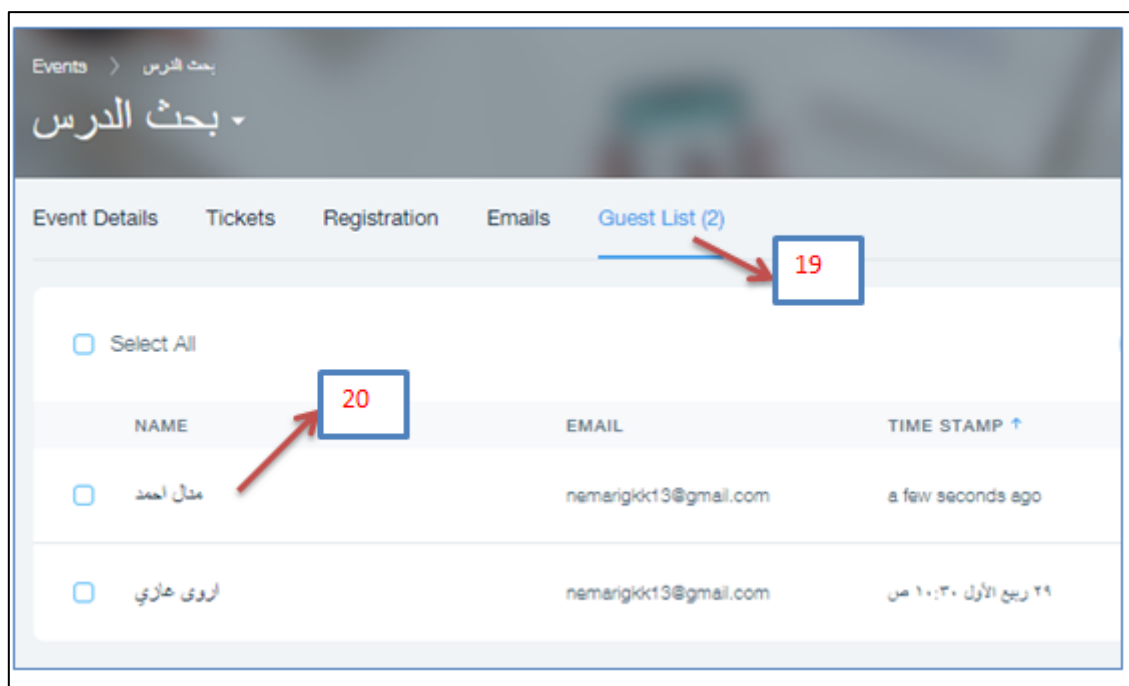 Events > بحث الدرس
بحث الدرس
Event Details Tickets Registration Emails Guest List (2)
19
Select All
20
NAME EMAIL TIME STAMP ↑
منال احمد nemarigkk13@gmail.com a few seconds ago
اروى غازي nemarigkk13@gmail.com ٢٩ ربيع الأول ١٠:٣٠ ص